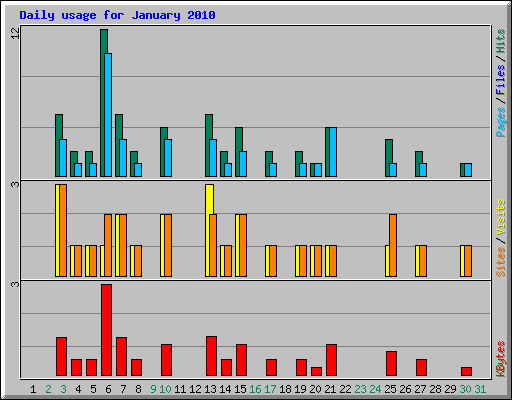 Daily usage for January 2010
12
Pages / Files / Hits
3
Sites / Visits
3
KBytes
1 2 3 4 5 6 7 8 9 10 11 12 13 14 15 16 17 18 19 20 21 22 23 24 25 26 27 28 29 30 31